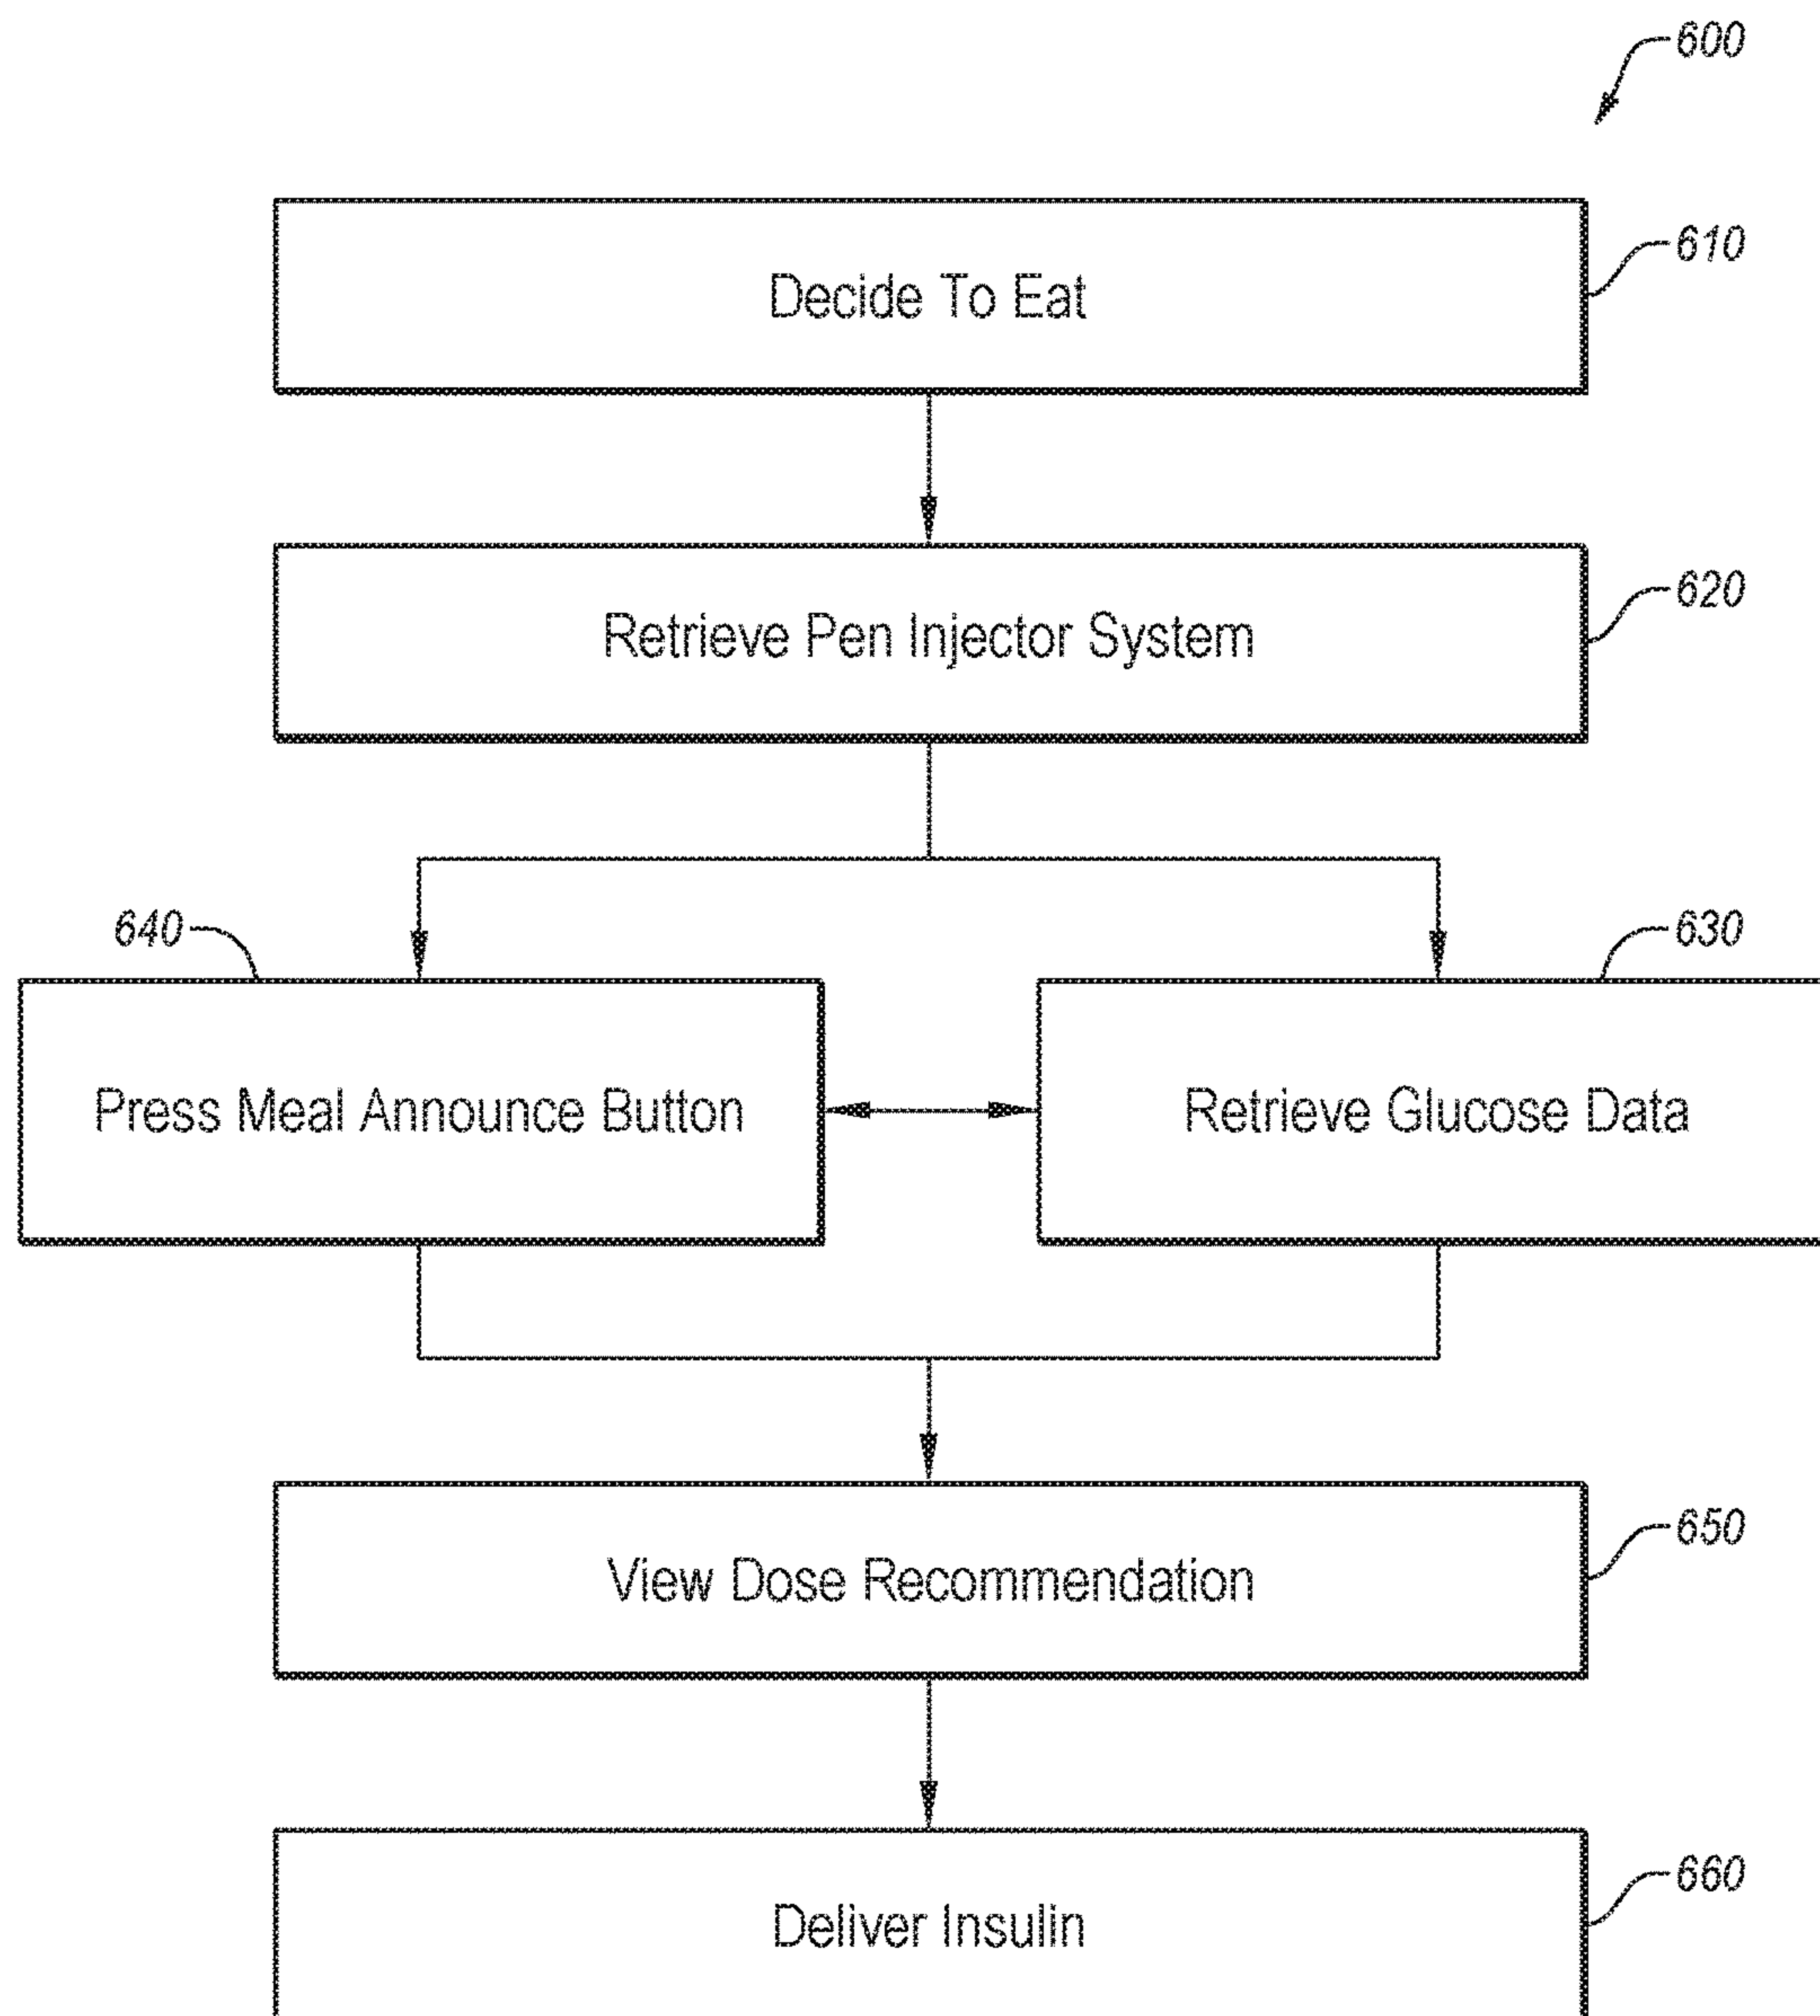 600
Decide To Eat
610
Retrieve Pen Injector System
620
640
630
Press Meal Announce Button
Retrieve Glucose Data
View Dose Recommendation
650
Deliver Insulin
660